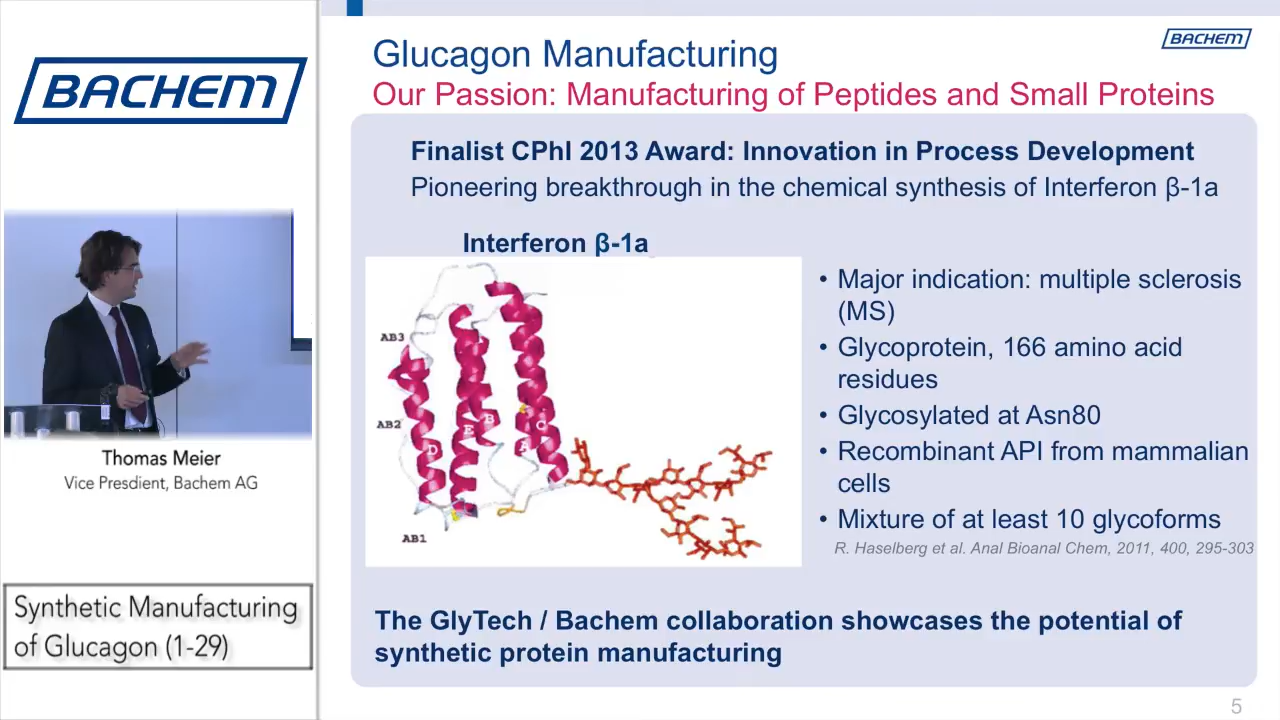 BACHEM
Thomas Meier
Vice Presdient, Bachem AG
Synthetic Manufacturing
of Glucagon (1-29)
BACHEM
Glucagon Manufacturing
Our Passion: Manufacturing of Peptides and Small Proteins
Finalist CPhI 2013 Award: Innovation in Process Development
Pioneering breakthrough in the chemical synthesis of Interferon β-1a
Interferon β-1a
AB3
AB2
D
E
B
A
C
AB1
• Major indication: multiple sclerosis
(MS)
• Glycoprotein, 166 amino acid
residues
• Glycosylated at Asn80
• Recombinant API from mammalian
cells
• Mixture of at least 10 glycoforms
R. Haselberg et al. Anal Bioanal Chem, 2011, 400, 295-303
The GlyTech / Bachem collaboration showcases the potential of
synthetic protein manufacturing
5